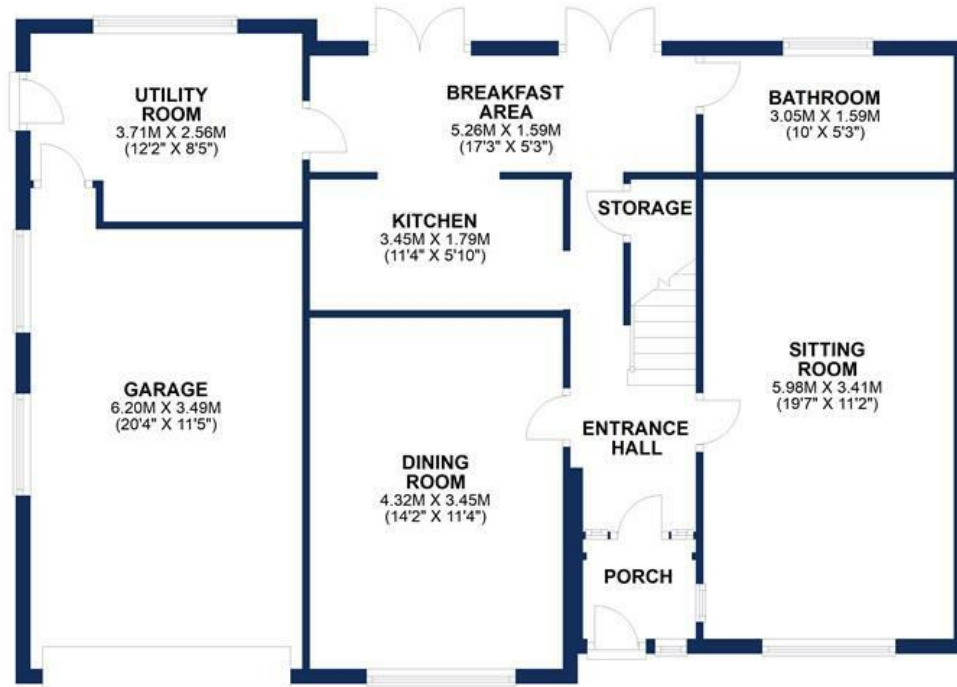 UTILITY
ROOM
3.71M X 2.56M
(12'2" X 8'5")
BREAKFAST
AREA
5.26M X 1.59M
(17'3" X 5'3")
BATHROOM
3.05M X 1.59M
(10' X 5'3")
KITCHEN
3.45M X 1.79M
(11'4" X 5'10")
STORAGE
GARAGE
6.20M X 3.49M
(20'4" X 11'5")
DINING
ROOM
4.32M X 3.45M
(14'2" X 11'4")
ENTRANCE
HALL
SITTING
ROOM
5.98M X 3.41M
(19'7" X 11'2")
PORCH